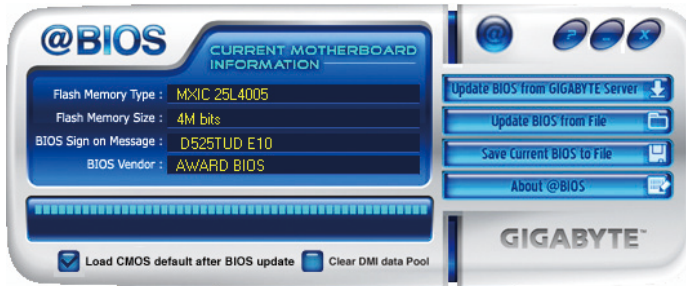 @BIOS
CURRENT MOTHERBOARD
INFORMATION
Flash Memory Type : MXIC 25L4005
Flash Memory Size : 4M bits
BIOS Sign on Message : D525TUD E10
BIOS Vendor : AWARD BIOS
Load CMOS default after BIOS update
Clear DMI data Pool
@
? _ X
Update BIOS from GIGABYTE Server
Update BIOS from File
Save Current BIOS to File
About @BIOS
GIGABYTE™